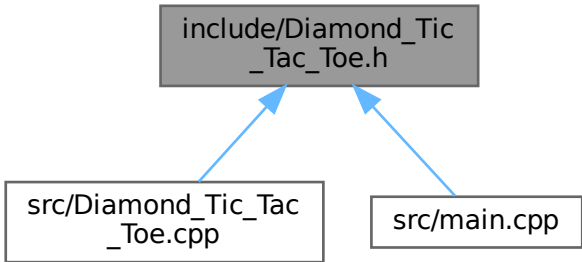 include/Diamond_Tic
_Tac_Toe.h
src/Diamond_Tic_Tac
_Toe.cpp
src/main.cpp